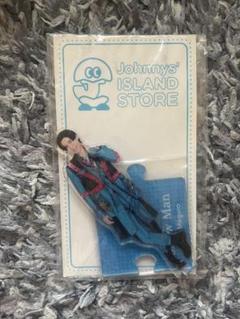 Johnnys'
ISLAND
STORE
Man